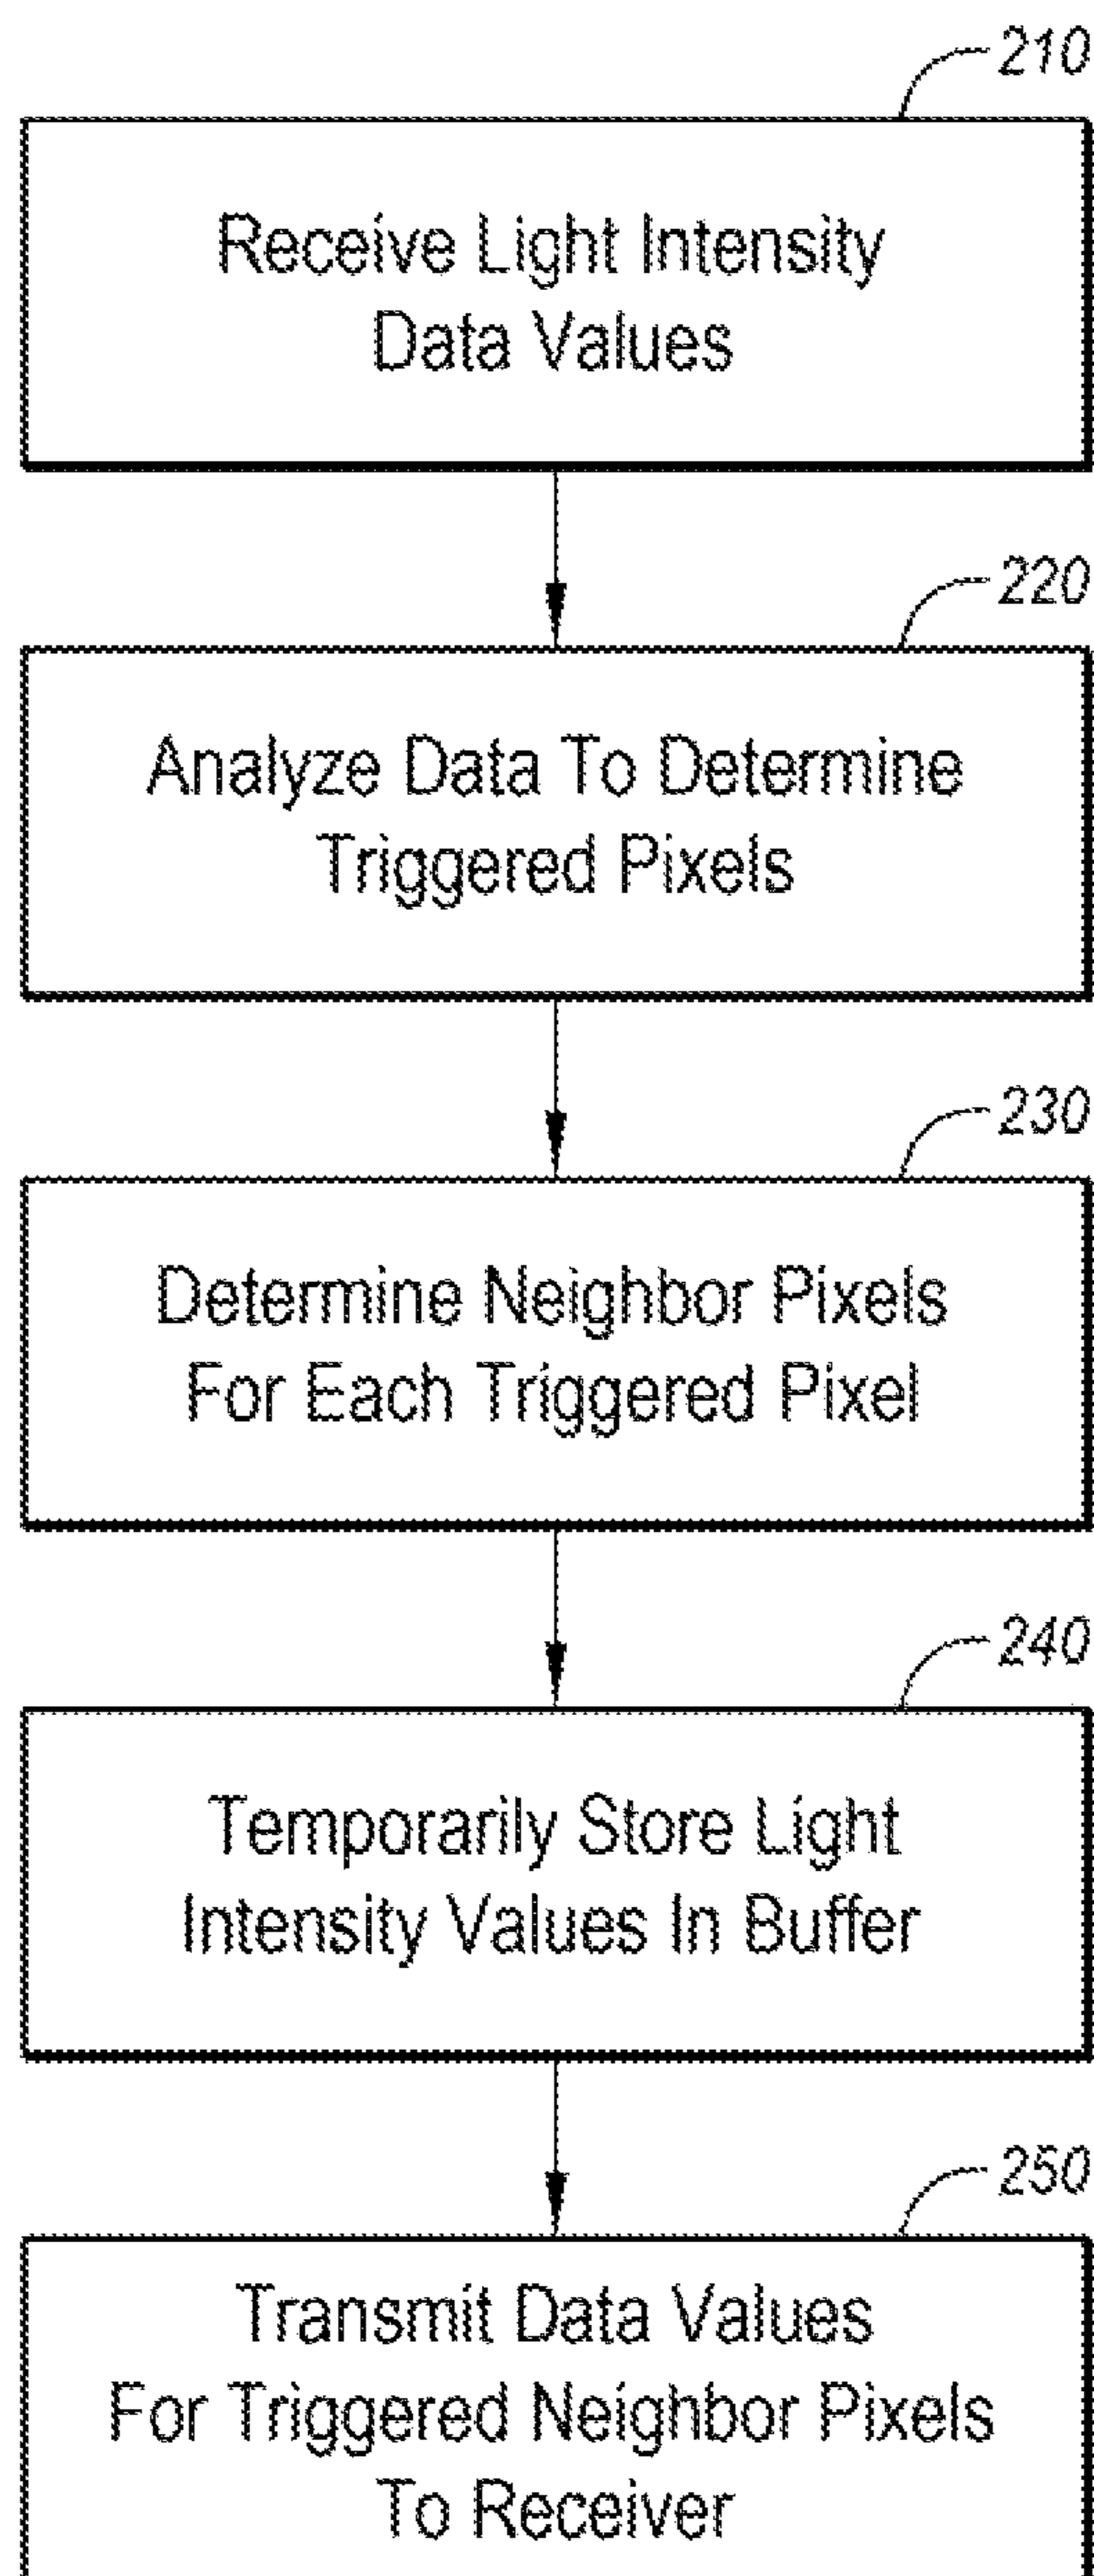 210
Receive Light Intensity
Data Values
220
Analyze Data To Determine
Triggered Pixels
230
Determine Neighbor Pixels
For Each Triggered Pixel
240
Temporarily Store Light
Intensity Values In Buffer
250
Transmit Data Values
For Triggered Neighbor Pixels
To Receiver